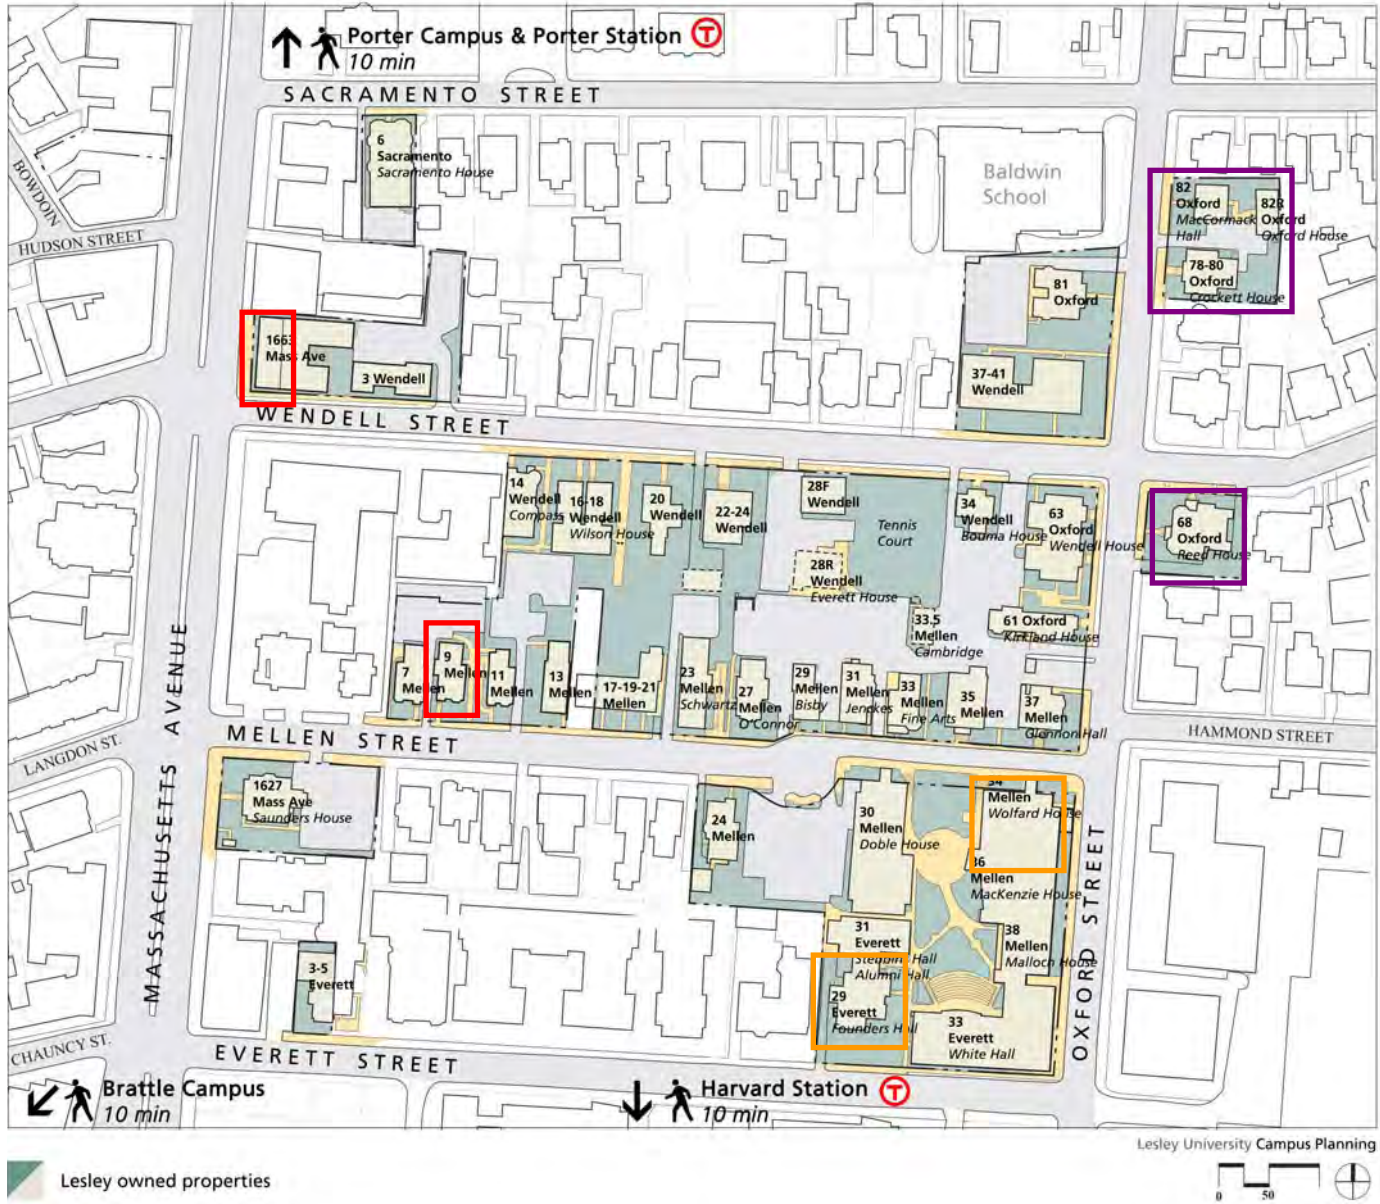 Porter Campus & Porter Station T
10 min
SACRAMENTO STREET
BOWDOIN
HUDSON STREET
6
Sacramento
Sacramento House
Baldwin
School
82
Oxford
MacCormack
Hall
82R
Oxford
Oxford House
78-80
Oxford
Crockett House
81
Oxford
1663
Mass Ave
3 Wendell
37-41
Wendell
WENDELL STREET
14
Wendell
Compass
16-18
Wendell
Wilson House
20
Wendell
22-24
Wendell
28F
Wendell
Tennis
Court
34
Wendell
Bouma House
63
Oxford
Wendell House
68
Oxford
Reed House
28R
Wendell
Everett House
33.5
Mellen
Cambridge
61 Oxford
Kirkland House
7
Mellen
9
Mellen
11
Mellen
13
Mellen
17-19-21
Mellen
23
Mellen
Schwartz
27
Mellen
O'Connor
29
Mellen
Bisby
31
Mellen
Jenckes
33
Mellen
Fine Arts
35
Mellen
37
Mellen
Glennon Hall
MASSACHUSETTS AVENUE
LANGDON ST.
MELLEN STREET
HAMMOND STREET
1627
Mass Ave
Saunders House
24
Mellen
30
Mellen
Doble House
34
Mellen
Wolfard House
36
Mellen
MacKenzie House
38
Mellen
Malloch House
OXFORD STREET
31
Everett
Stebbins Hall
Alumni Hall
29
Everett
Founders Hall
33
Everett
White Hall
3-5
Everett
CHAUNCY ST.
EVERETT STREET
Brattle Campus
10 min
Harvard Station T
10 min
Lesley University Campus Planning
Lesley owned properties
0 50